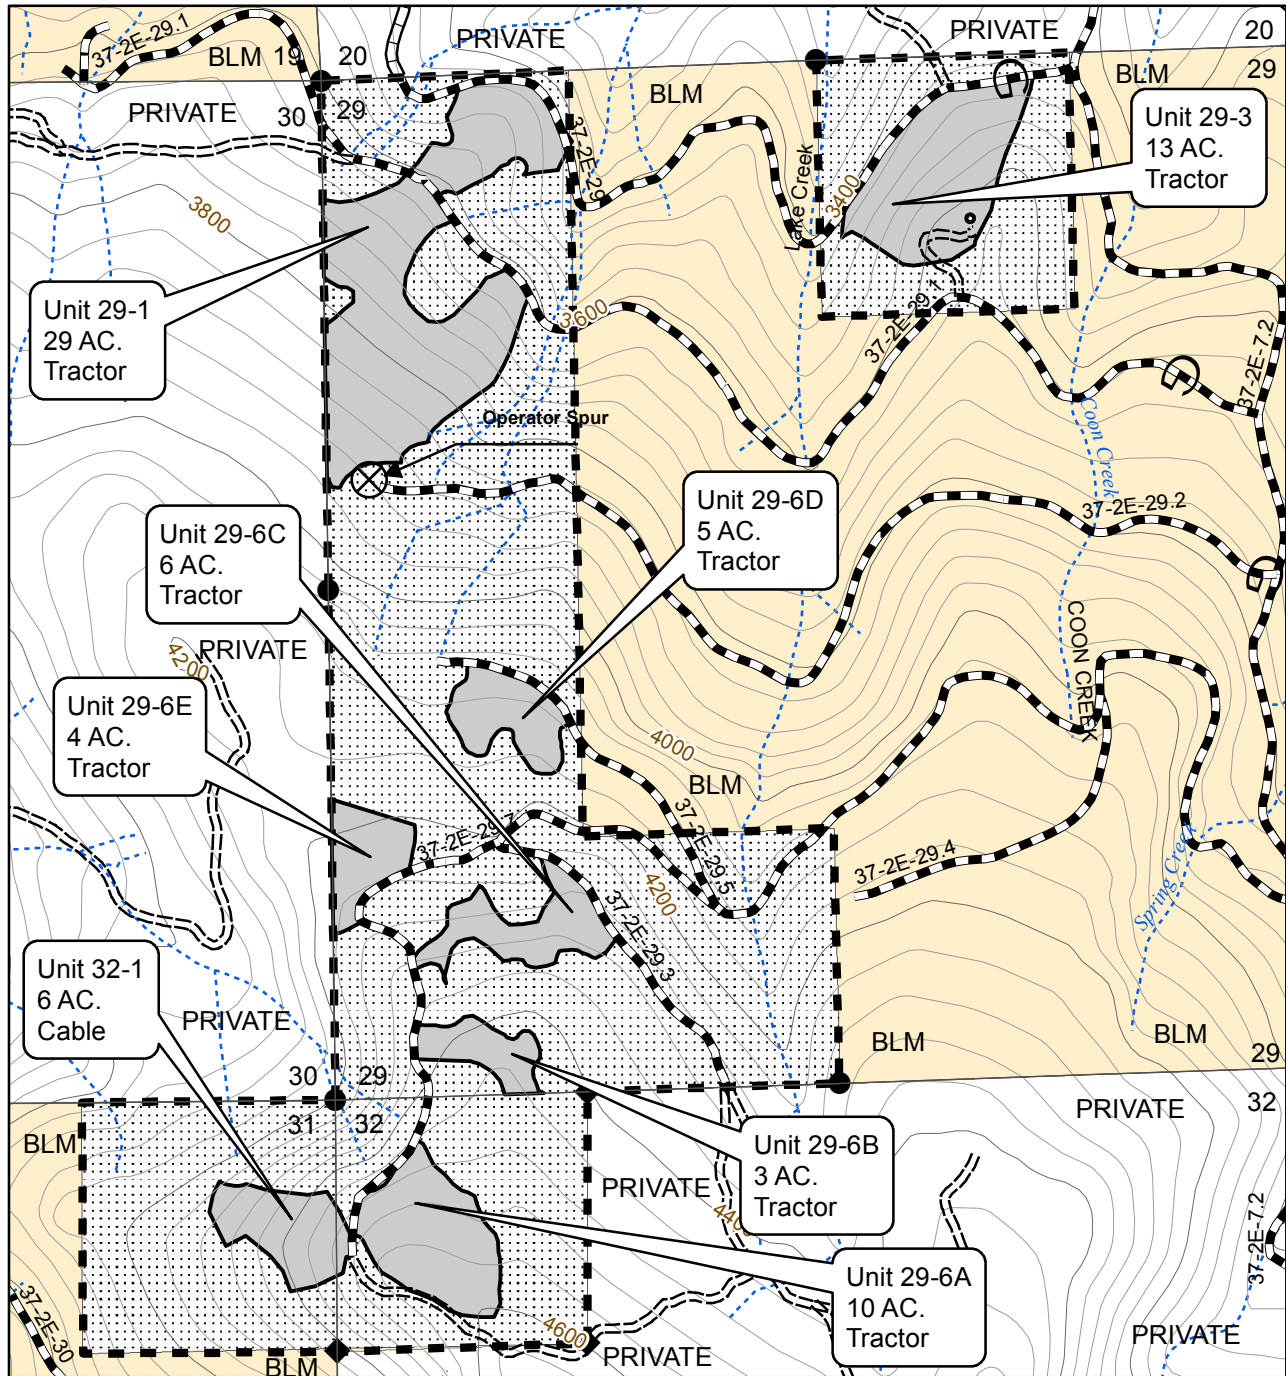 37-2E-29.1
BLM
19
20
PRIVATE
PRIVATE
20
BLM
29
BLM
PRIVATE
30
29
37-2E-29
Unit 29-3
13 AC.
Tractor
3800
Lake Creek
3400
Unit 29-1
29 AC.
Tractor
3600
37-2E-29.1
37-2E-7.2
Operator Spur
Coon Creek
Unit 29-6D
5 AC.
Tractor
37-2E-29.2
Unit 29-6C
6 AC.
Tractor
COON CREEK
PRIVATE
4200
Unit 29-6E
4 AC.
Tractor
4000
BLM
37-2E-29.7
37-2E-29.5
37-2E-29.4
4200
Spring Creek
37-2E-29.3
Unit 32-1
6 AC.
Cable
PRIVATE
BLM
BLM
29
30
29
31
32
PRIVATE
32
BLM
Unit 29-6B
3 AC.
Tractor
PRIVATE
4400
37-2E-7.2
Unit 29-6A
10 AC.
Tractor
37-2E-30
4600
BLM
PRIVATE
PRIVATE